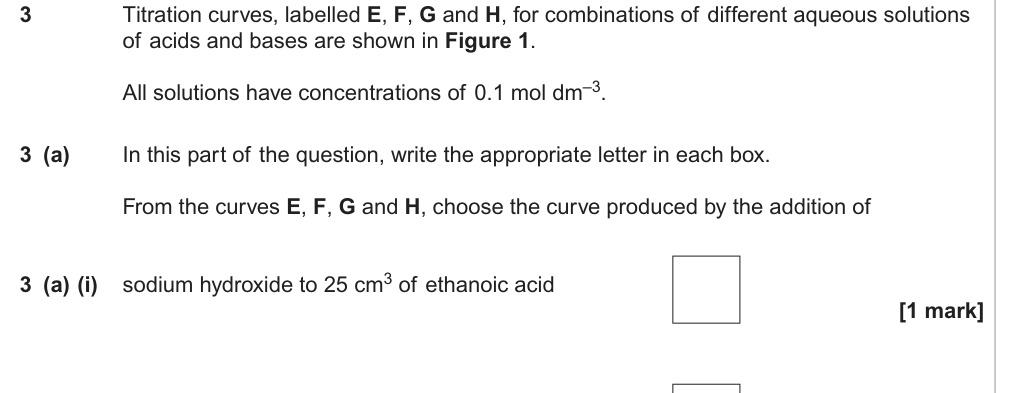 3 Titration curves, labelled E, F, G and H, for combinations of different aqueous solutions
of acids and bases are shown in Figure 1.
All solutions have concentrations of 0.1 mol dm⁻³.
3 (a) In this part of the question, write the appropriate letter in each box.
From the curves E, F, G and H, choose the curve produced by the addition of
3 (a) (i) sodium hydroxide to 25 cm³ of ethanoic acid
[1 mark]